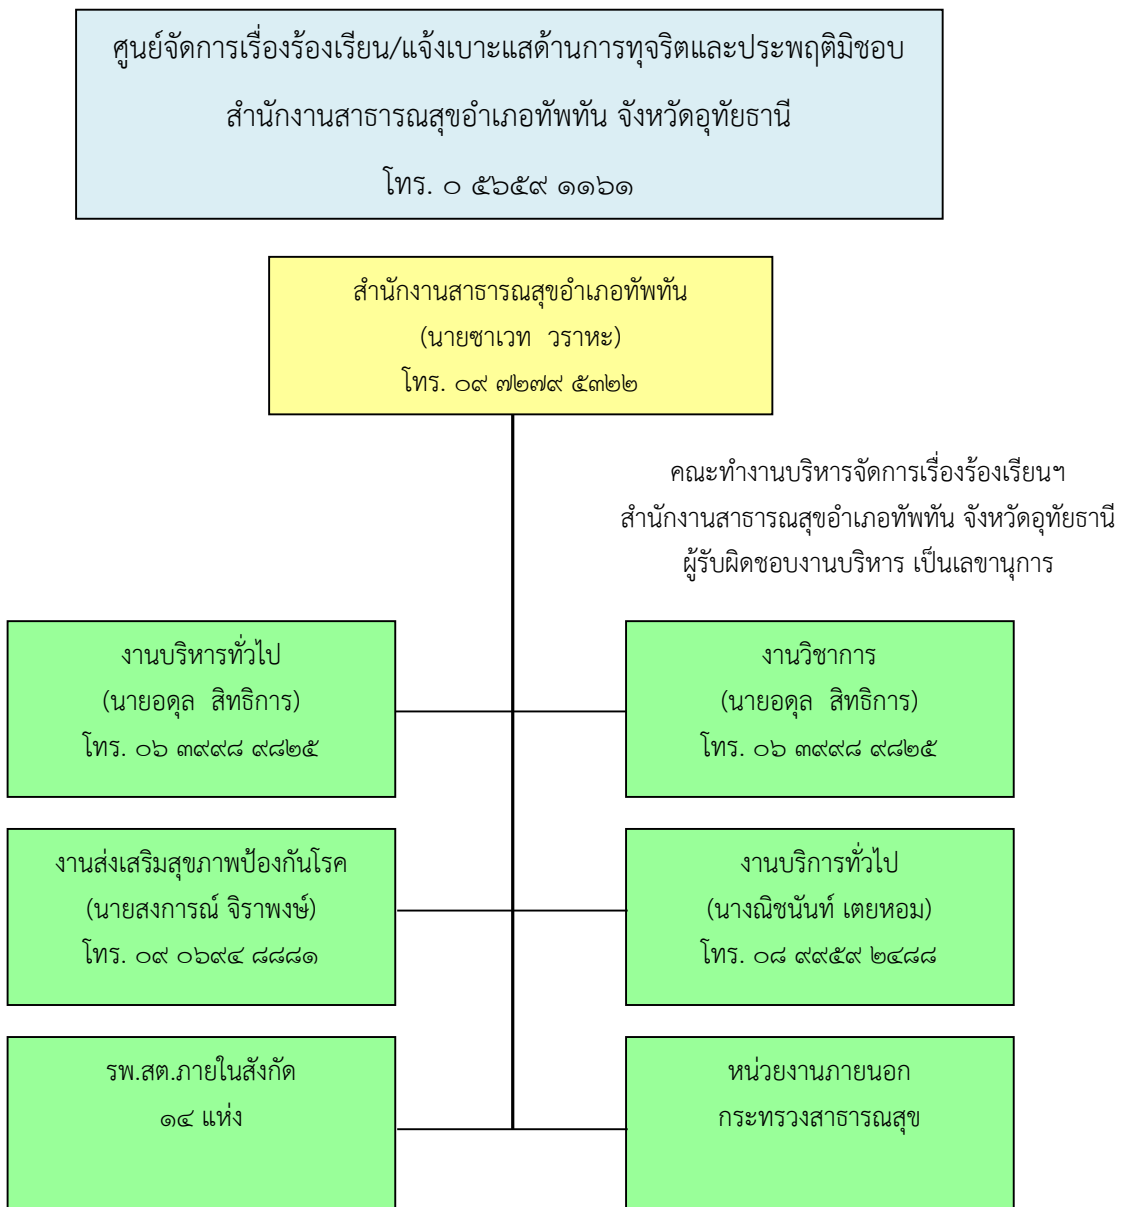 ศูนย์จัดการเรื่องร้องเรียน/แจ้งเบาะแสด้านการทุจริตและประพฤติมิชอบ
สำนักงานสาธารณสุขอำเภอทัพทัน จังหวัดอุทัยธานี
โทร. ๐ ๕๖๕๙ ๑๑๖๑
สำนักงานสาธารณสุขอำเภอทัพทัน
(นายซาเวท วราหะ)
โทร. ๐๙ ๗๒๗๙ ๕๓๒๒
คณะทำงานบริหารจัดการเรื่องร้องเรียนฯ
สำนักงานสาธารณสุขอำเภอทัพทัน จังหวัดอุทัยธานี
ผู้รับผิดชอบงานบริหาร เป็นเลขานุการ
งานบริหารทั่วไป
(นายอดุล สิทธิการ)
โทร. ๐๖ ๓๙๙๘ ๙๘๒๕
งานวิชาการ
(นายอดุล สิทธิการ)
โทร. ๐๖ ๓๙๙๘ ๙๘๒๕
งานส่งเสริมสุขภาพป้องกันโรค
(นายสงการณ์ จิราพงษ์)
โทร. ๐๙ ๐๖๙๔ ๘๘๘๑
งานบริการทั่วไป
(นางณิชนันท์ เตยหอม)
โทร. ๐๘ ๙๙๕๙ ๒๔๘๘
รพ.สต.ภายในสังกัด
๑๔ แห่ง
หน่วยงานภายนอก
กระทรวงสาธารณสุข